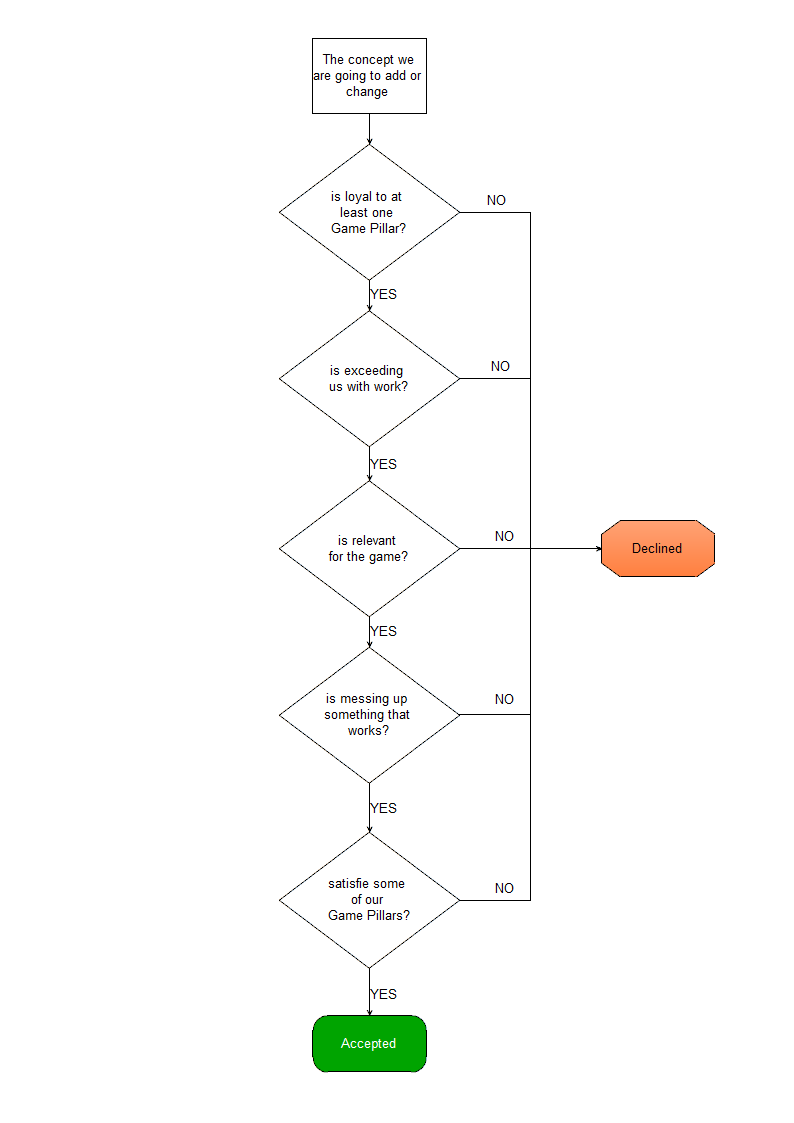 The concept we
are going to add or
change
is loyal to at
least one
Game Pillar?
NO
YES
is exceeding
us with work?
NO
YES
is relevant
for the game?
NO
Declined
YES
is messing up
something that
works?
NO
YES
satisfie some
of our
Game Pillars?
NO
YES
Accepted